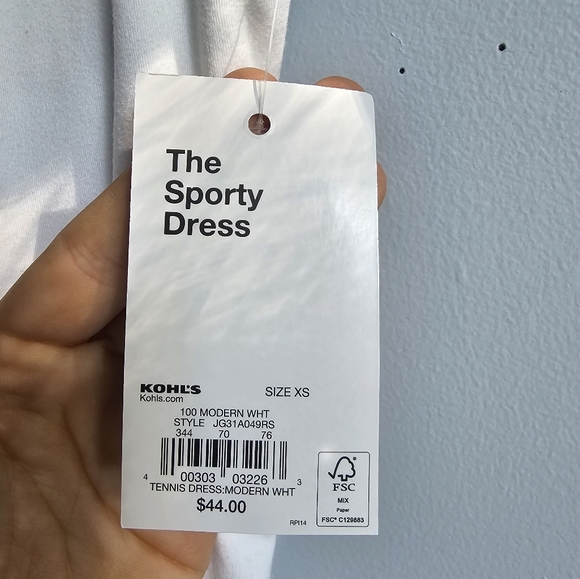 The
Sporty
Dress
KOHL'S
Kohls.com
SIZE XS
100 MODERN WHT
STYLE JG31A049RS
344 70 76
4 00303 03226 3
TENNIS DRESS:MODERN WHT
$44.00
RPI14
FSC
MIX
Paper
FSC® C129883